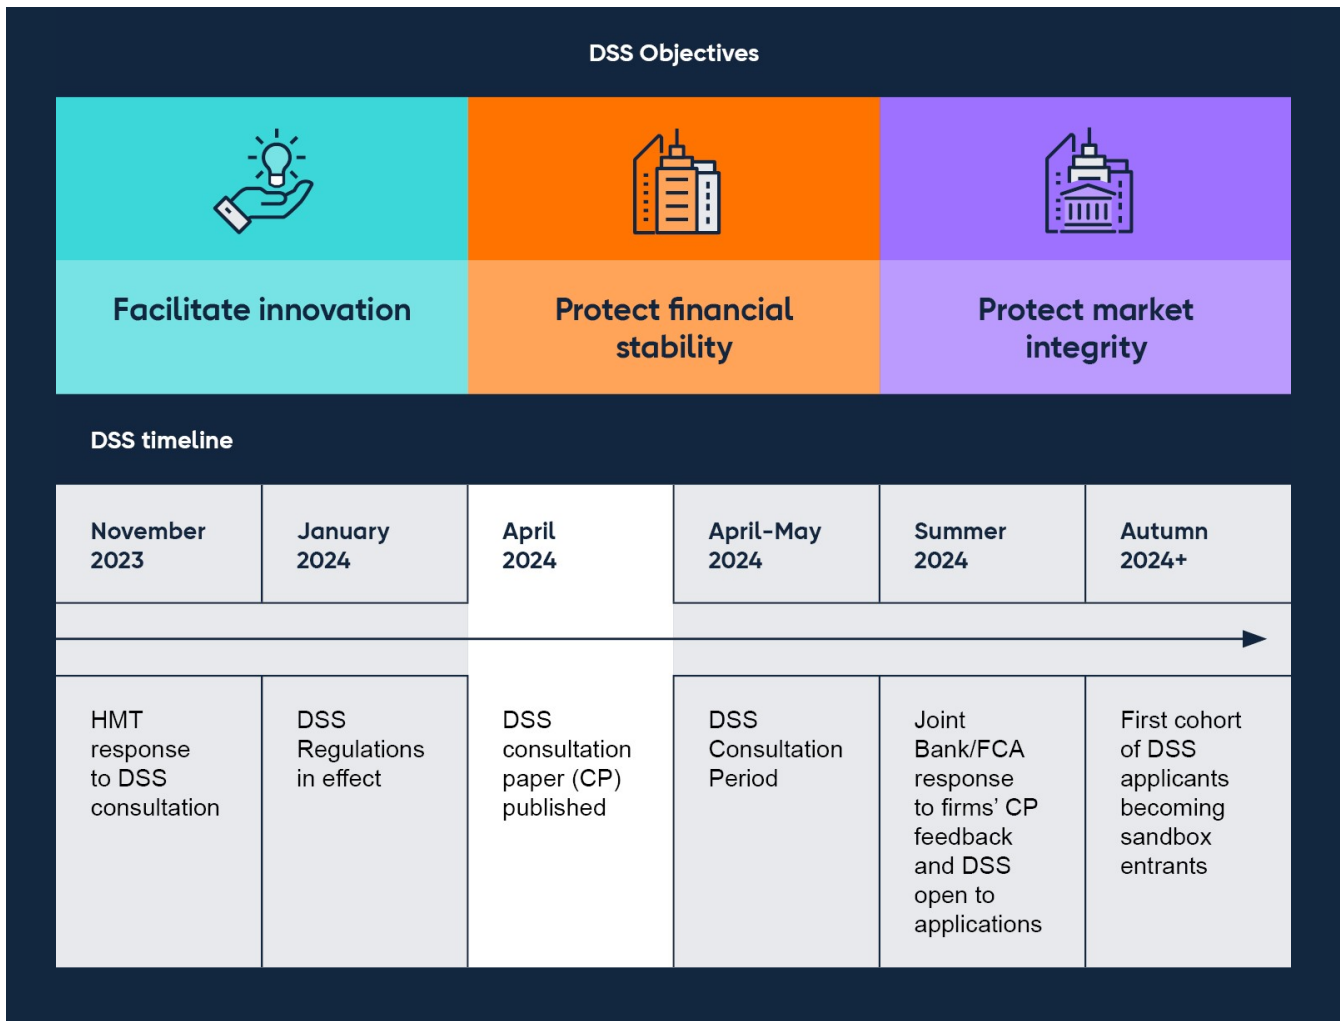 DSS Objectives
Facilitate innovation
Protect financial
stability
Protect market
integrity
DSS timeline
November
2023
January
2024
April
2024
April-May
2024
Summer
2024
Autumn
2024+
HMT
response
to DSS
consultation
DSS
Regulations
in effect
DSS
consultation
paper (CP)
published
DSS
Consultation
Period
Joint
Bank/FCA
response
to firms’ CP
feedback
and DSS
open to
applications
First cohort
of DSS
applicants
becoming
sandbox
entrants